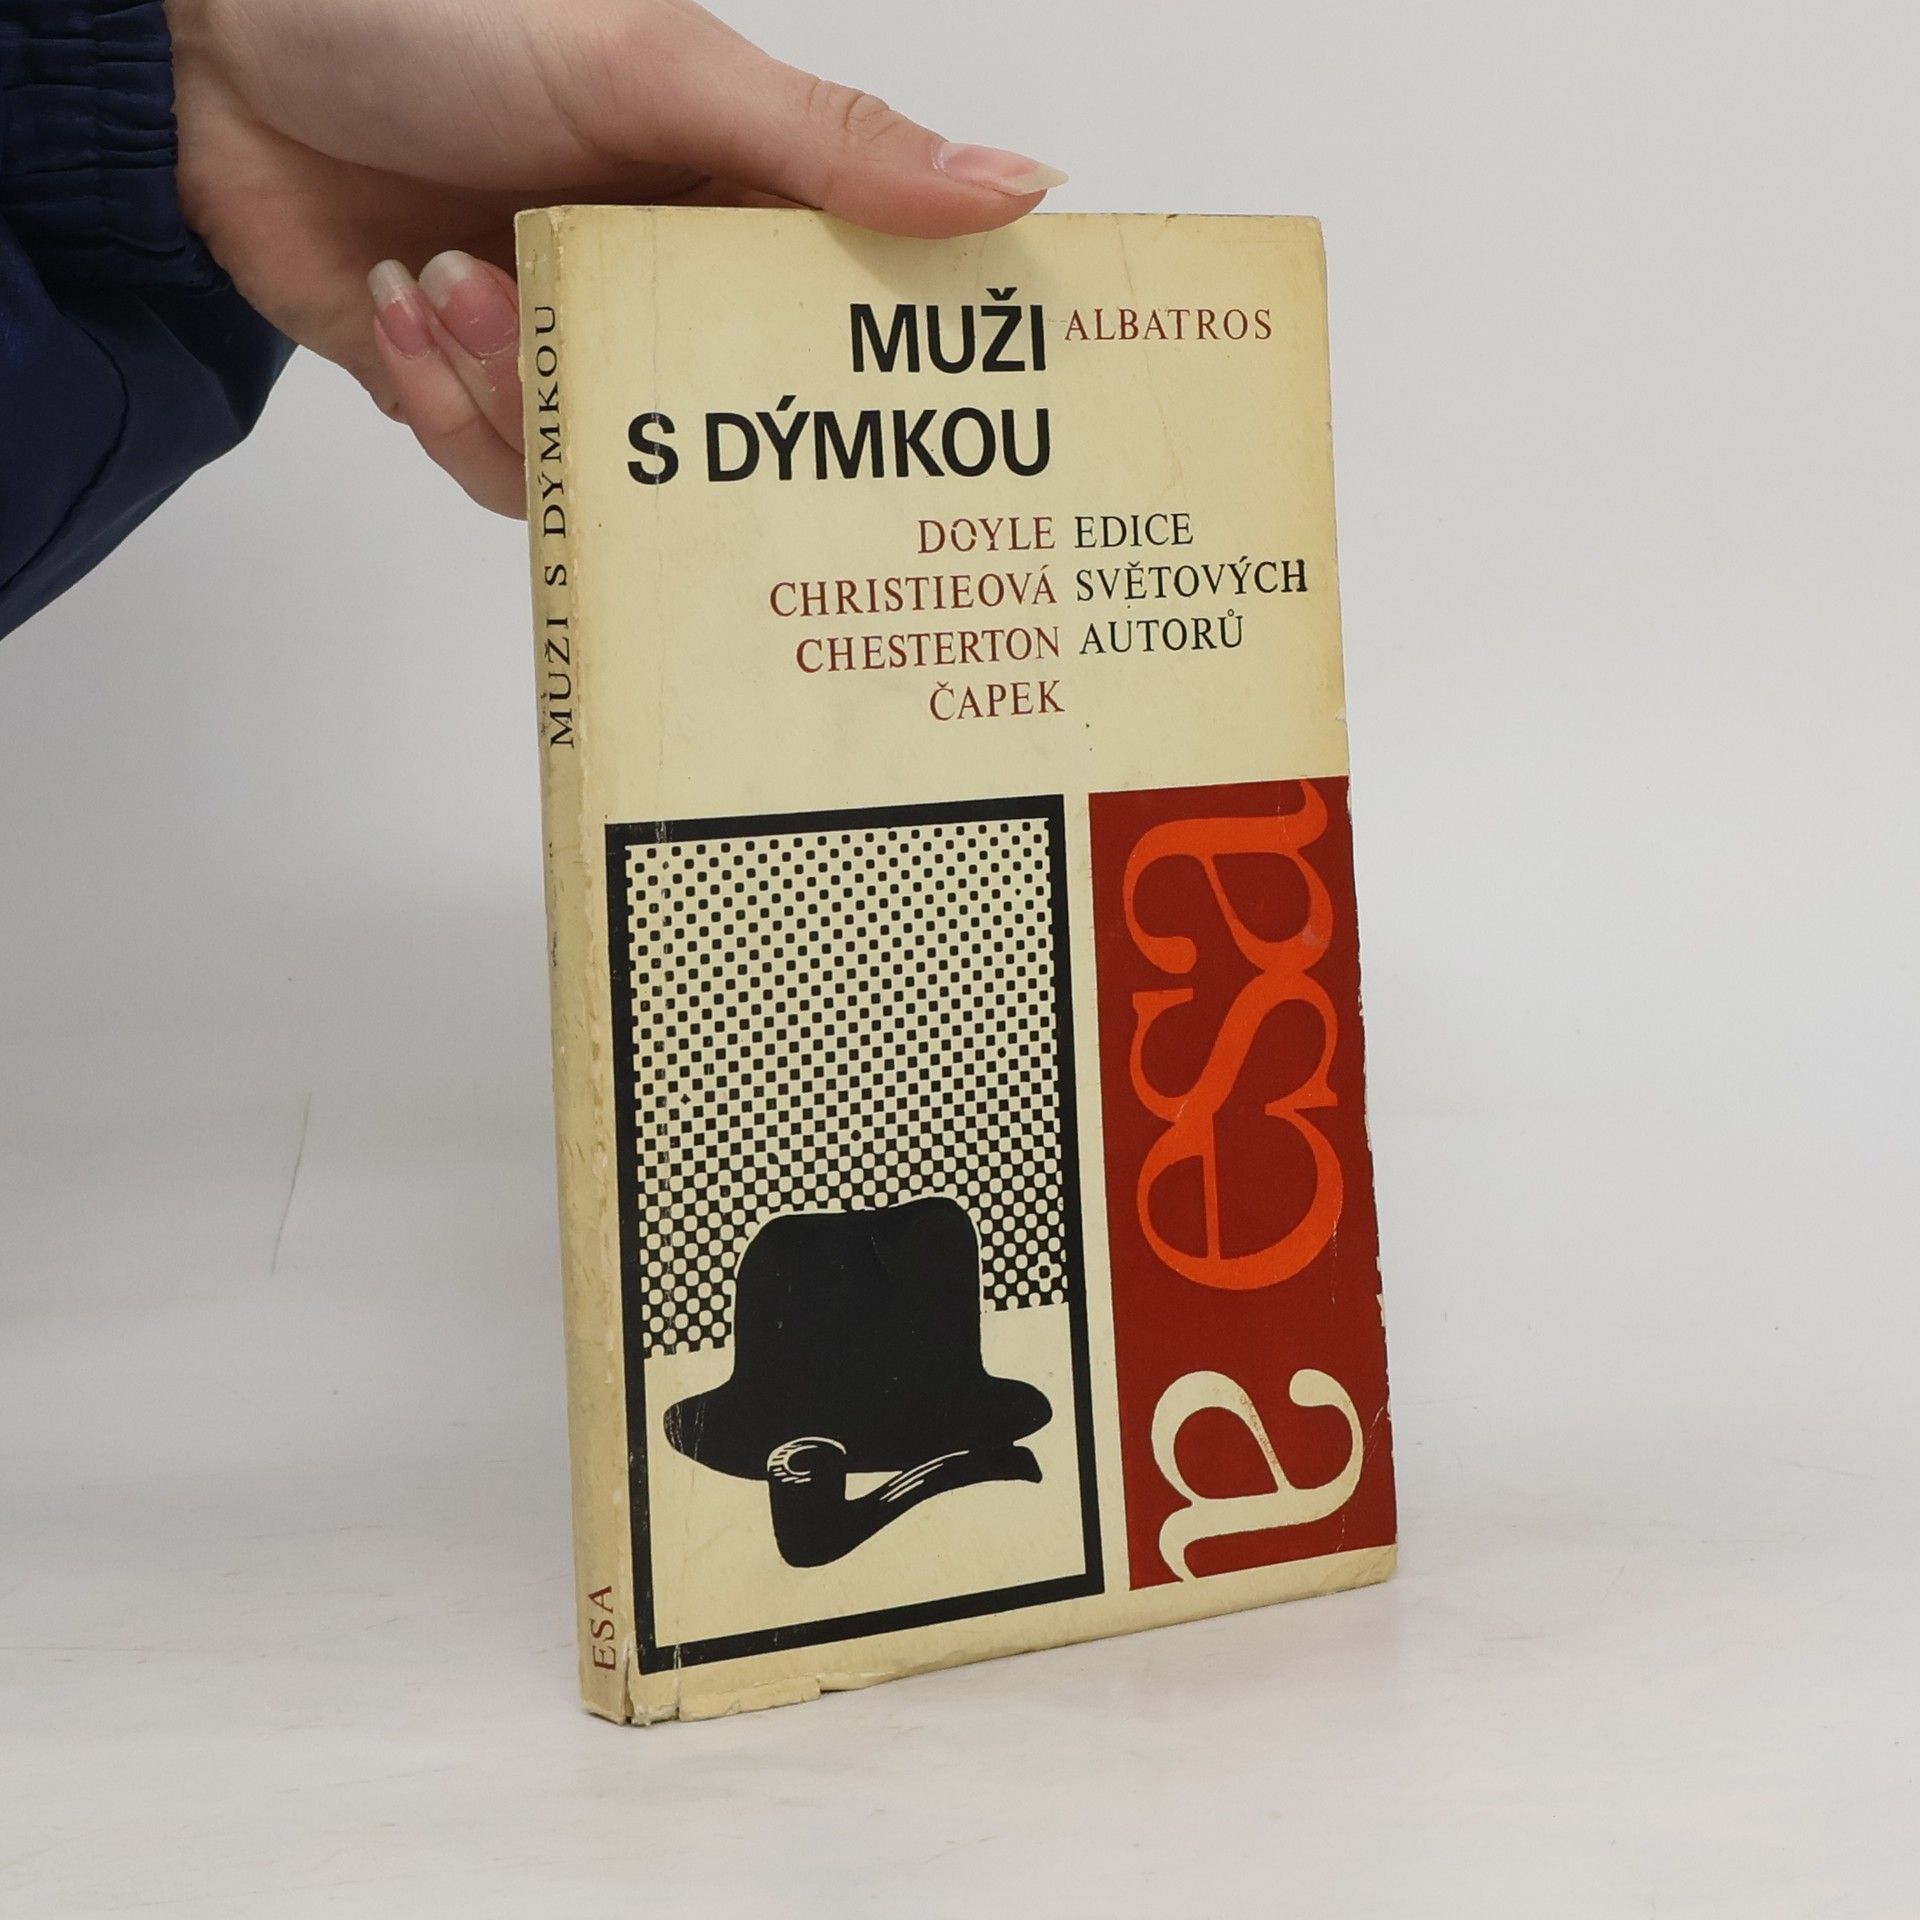 MUŽI
S DÝMKOU
ALBATROS
DOYLE
CHRISTIEOVÁ
CHESTERTON
ČAPEK
EDICE
SVĚTOVÝCH
AUTORŮ
esa
a
MUŽI S DÝMKOU
ESA